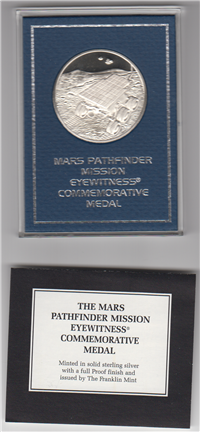 MARS PATHFINDER
MISSION
EYEWITNESS®
COMMEMORATIVE
MEDAL
THE MARS
PATHFINDER MISSION
EYEWITNESS®
COMMEMORATIVE
MEDAL
Minted in solid sterling silver
with a full Proof finish and
issued by The Franklin Mint